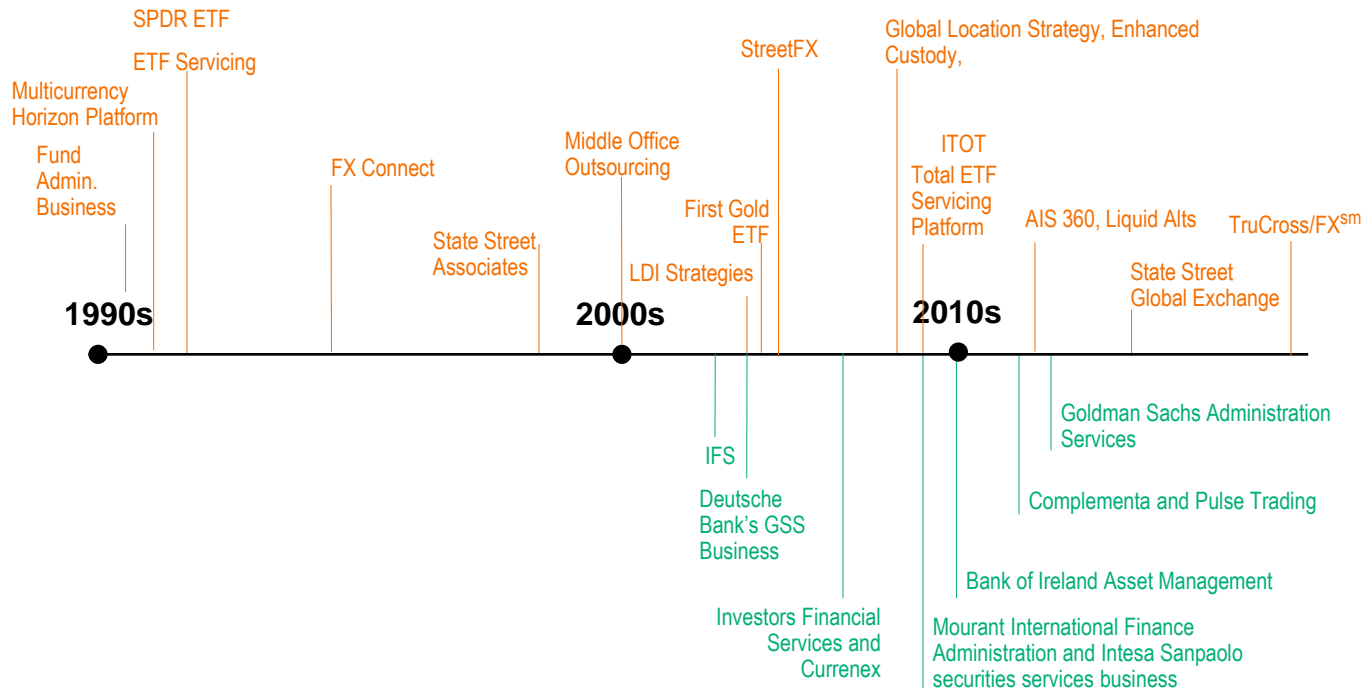 SPDR ETF
ETF Servicing
Multicurrency
Horizon Platform
Fund
Admin.
Business
FX Connect
State Street
Associates
Middle Office
Outsourcing
LDI Strategies
First Gold
ETF
StreetFX
Global Location Strategy, Enhanced
Custody,
ITOT
Total ETF
Servicing
Platform
AIS 360, Liquid Alts
State Street
Global Exchange
TruCross/FXsm
1990s
2000s
2010s
IFS
Deutsche
Bank's GSS
Business
Investors Financial
Services and
Currenex
Mourant International Finance
Administration and Intesa Sanpaolo
securities services business
Bank of Ireland Asset Management
Complementa and Pulse Trading
Goldman Sachs Administration
Services